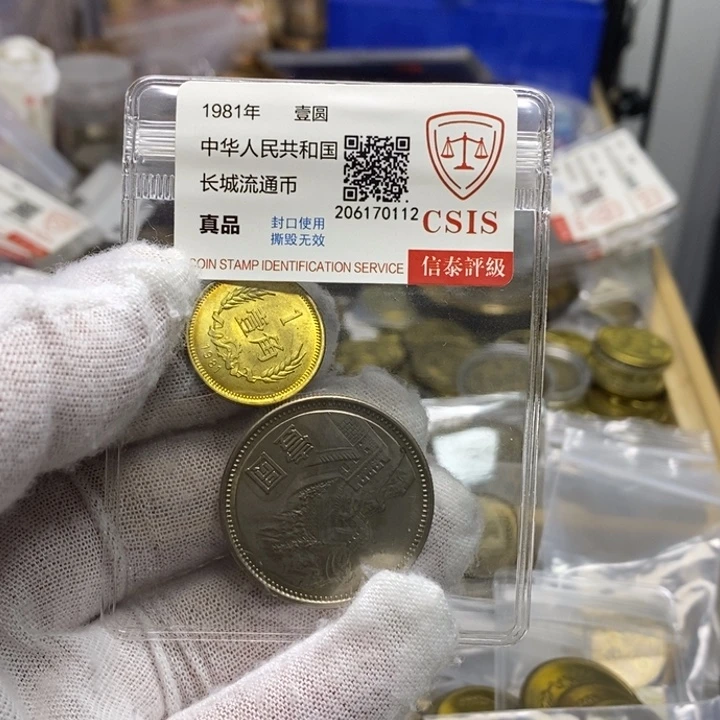 1981年 壹圆
中华人民共和国
长城流通币
真品
封口使用
撕毁无效
206170112
CSIS
COIN STAMP IDENTIFICATION SERVICE
信泰評級
1
壹角
1981
壹圆